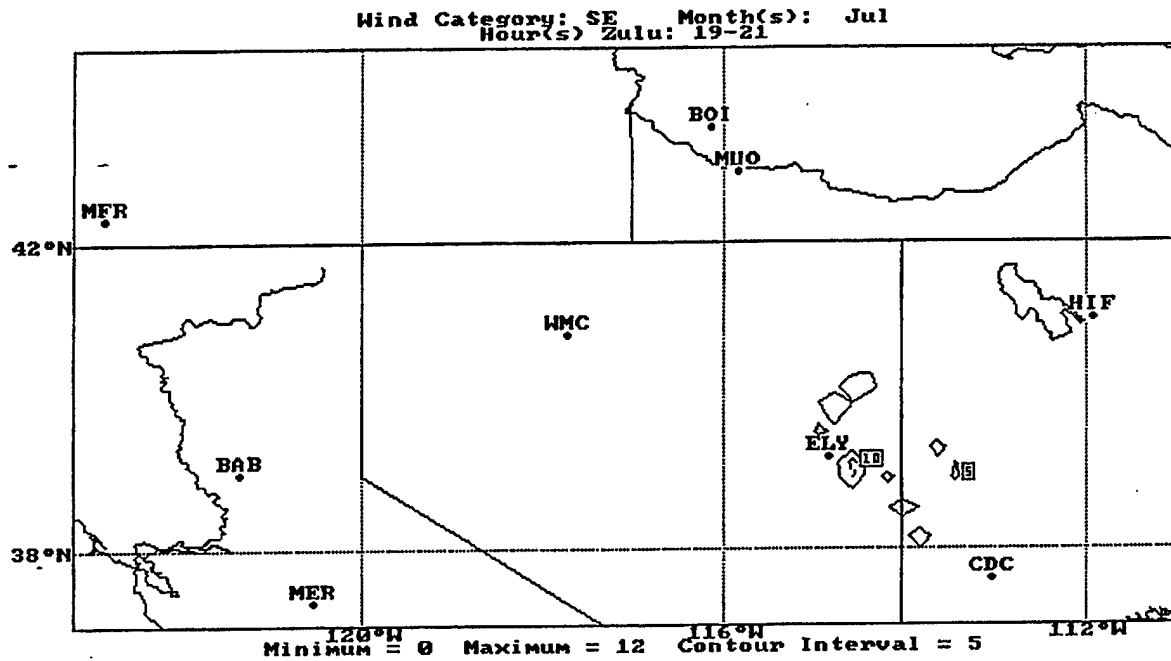 Wind Category: SE Month(s): Jul
Hour(s) Zulu: 19-21
BOI
MUO
MFR
42°N
HIF
WMC
ELY
10
BAB
5
38°N
CDC
MER
120°W 116°W 112°W
Minimum = 0 Maximum = 12 Contour Interval = 5